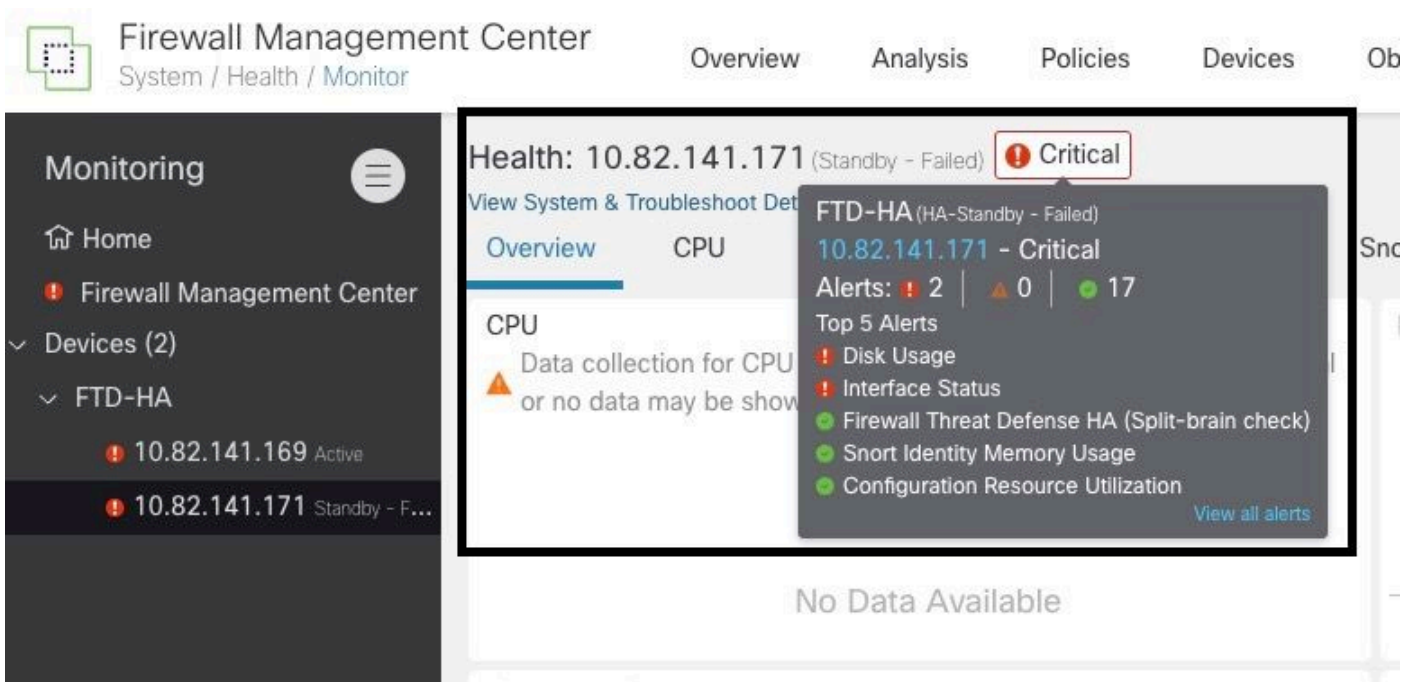 Firewall Management Center
System / Health / Monitor
Overview Analysis Policies Devices Ob
Monitoring
Home
Firewall Management Center
Devices (2)
FTD-HA
10.82.141.169 Active
10.82.141.171 Standby - F...
Health: 10.82.141.171 (Standby - Failed) Critical
View System & Troubleshoot Det
Overview CPU Sno
CPU
Data collection for CPU
or no data may be show
FTD-HA (HA-Standby - Failed)
10.82.141.171 - Critical
Alerts: 2 | 0 | 17
Top 5 Alerts
Disk Usage
Interface Status
Firewall Threat Defense HA (Split-brain check)
Snort Identity Memory Usage
Configuration Resource Utilization
View all alerts
No Data Available